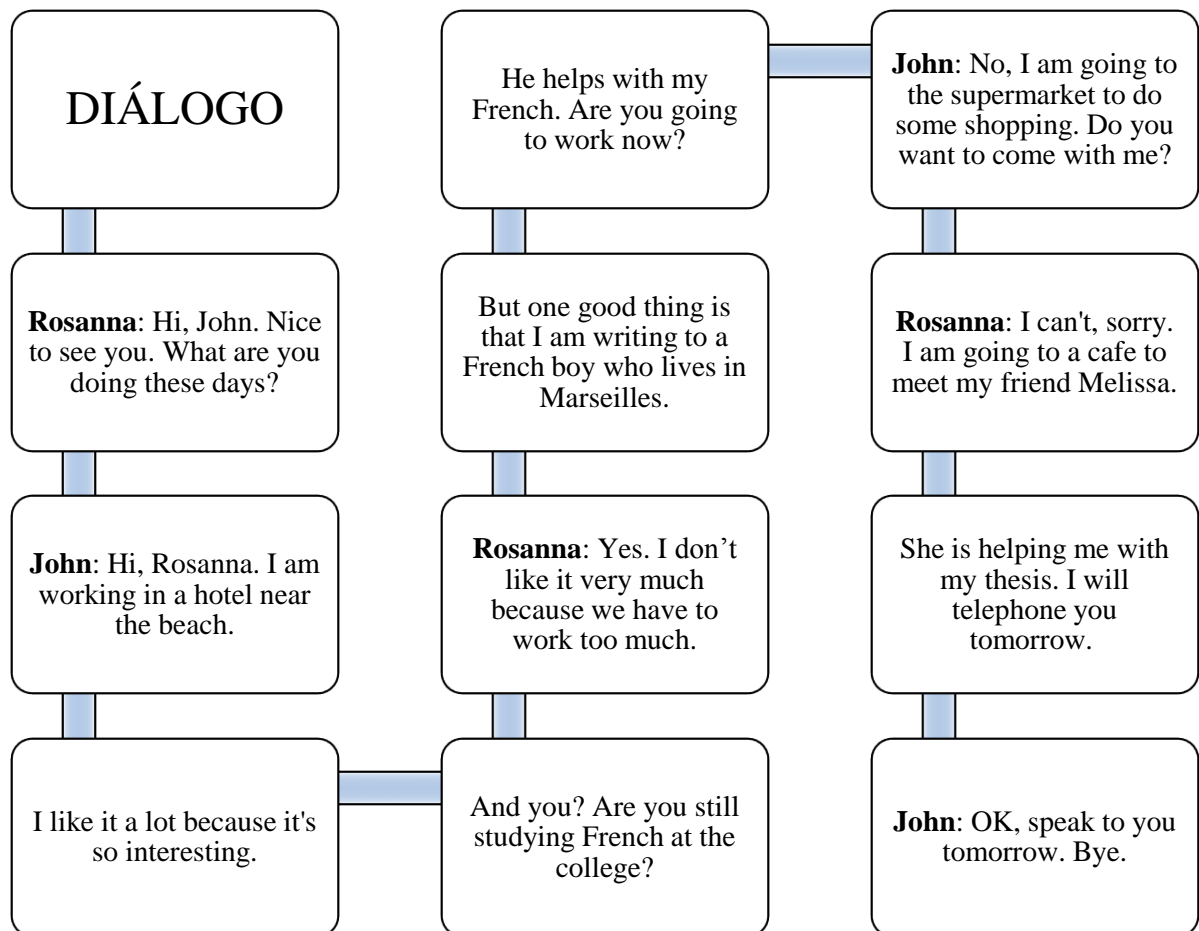 DIÁLOGO
Rosanna: Hi, John. Nice
to see you. What are you
doing these days?
John: Hi, Rosanna. I am
working in a hotel near
the beach.
I like it a lot because it's
so interesting.
And you? Are you still
studying French at the
college?
Rosanna: Yes. I don’t
like it very much
because we have to
work too much.
But one good thing is
that I am writing to a
French boy who lives in
Marseilles.
He helps with my
French. Are you going
to work now?
John: No, I am going to
the supermarket to do
some shopping. Do you
want to come with me?
Rosanna: I can't, sorry.
I am going to a cafe to
meet my friend Melissa.
She is helping me with
my thesis. I will
telephone you
tomorrow.
John: OK, speak to you
tomorrow. Bye.